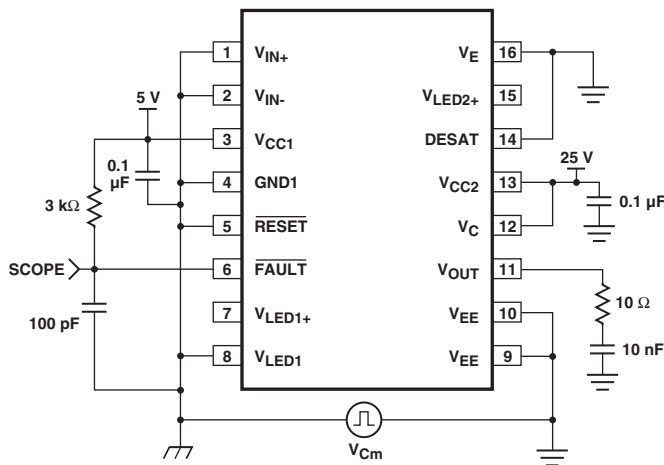 5 V
0.1
µF
3 kΩ
SCOPE
100 pF
1 V_IN+
2 V_IN-
3 V_CC1
4 GND1
5 R̅E̅S̅E̅T̅
6 F̅A̅U̅L̅T̅
7 V_LED1+
8 V_LED1
V_E 16
V_LED2+ 15
DESAT 14
V_CC2 13
V_C 12
V_OUT 11
V_EE 10
V_EE 9
25 V
0.1 µF
10 Ω
10 nF
V_Cm